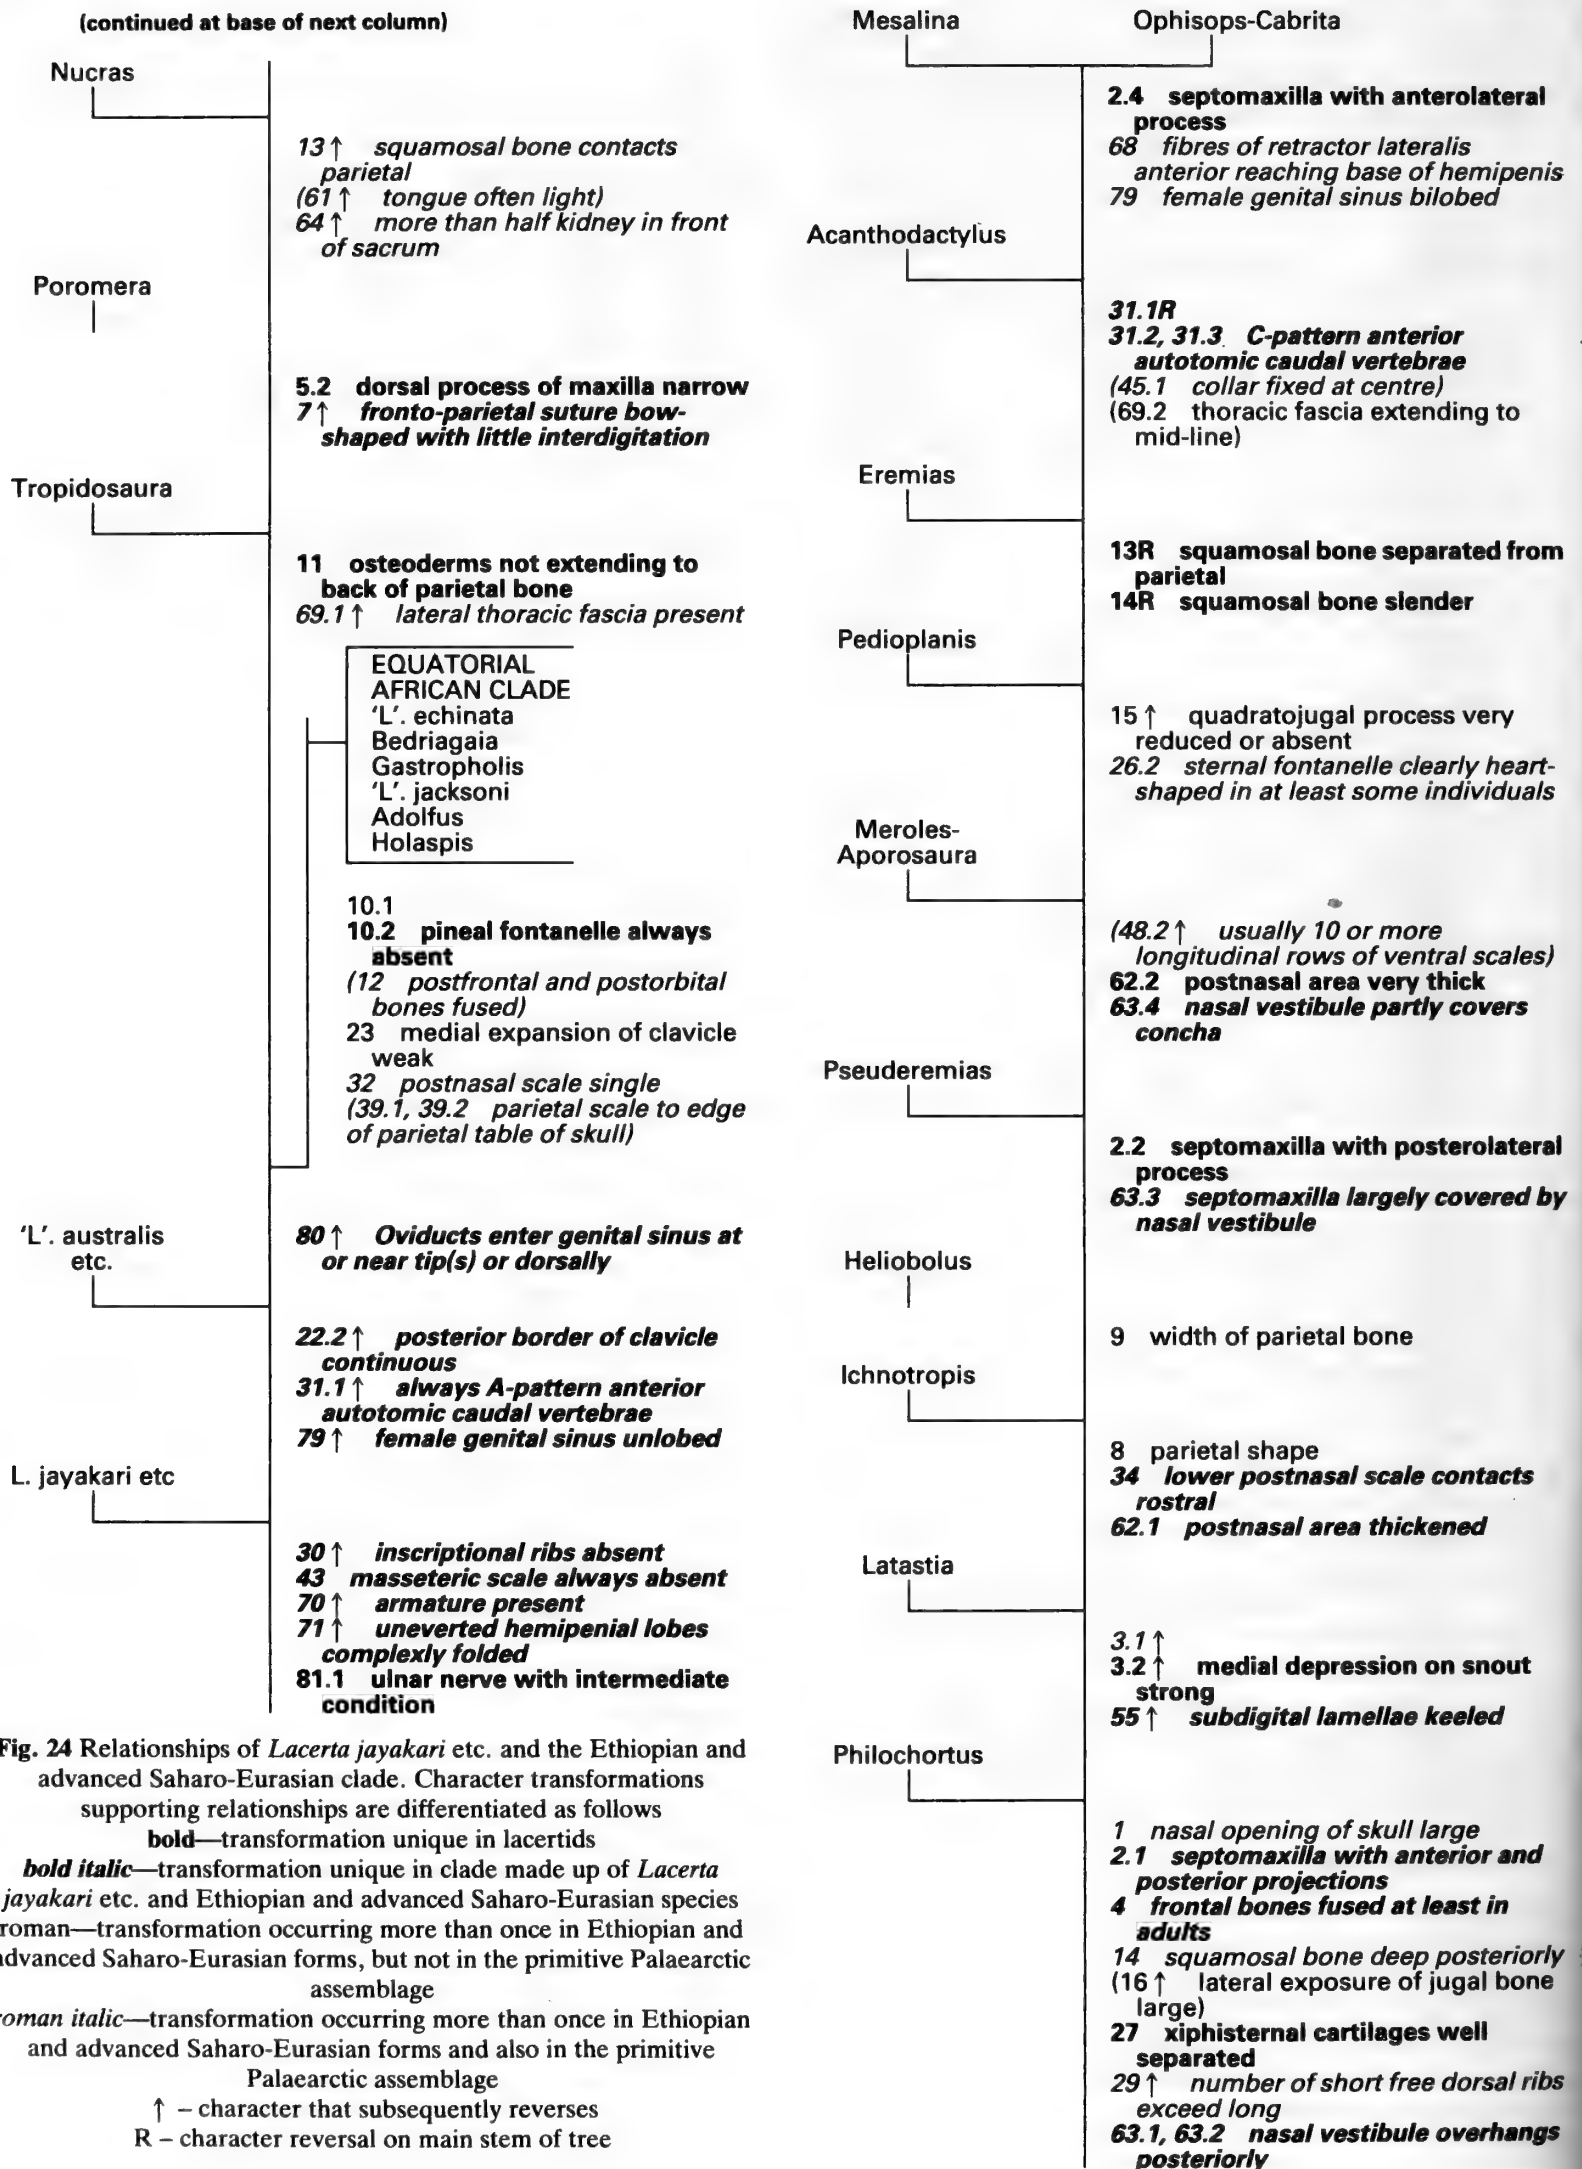 (continued at base of next column)
Nucras
13↑ squamosal bone contacts
parietal
(61↑ tongue often light)
64↑ more than half kidney in front
of sacrum
Poromera
5.2 dorsal process of maxilla narrow
7↑ fronto-parietal suture bow-
shaped with little interdigitation
Tropidosaura
11 osteoderms not extending to
back of parietal bone
69.1↑ lateral thoracic fascia present
EQUATORIAL
AFRICAN CLADE
'L'. echinata
Bedriagaia
Gastropholis
'L'. jacksoni
Adolfus
Holaspis
10.1
10.2 pineal fontanelle always
absent
(12 postfrontal and postorbital
bones fused)
23 medial expansion of clavicle
weak
32 postnasal scale single
(39.1, 39.2 parietal scale to edge
of parietal table of skull)
'L'. australis
etc.
80↑ Oviducts enter genital sinus at
or near tip(s) or dorsally
22.2↑ posterior border of clavicle
continuous
31.1↑ always A-pattern anterior
autotomic caudal vertebrae
79↑ female genital sinus unlobed
L. jayakari etc
30↑ inscriptional ribs absent
43 masseteric scale always absent
70↑ armature present
71↑ uneverted hemipenial lobes
complexly folded
81.1 ulnar nerve with intermediate
condition
Fig. 24 Relationships of Lacerta jayakari etc. and the Ethiopian and
advanced Saharo-Eurasian clade. Character transformations
supporting relationships are differentiated as follows
bold—transformation unique in lacertids
bold italic—transformation unique in clade made up of Lacerta
jayakari etc. and Ethiopian and advanced Saharo-Eurasian species
roman—transformation occurring more than once in Ethiopian and
advanced Saharo-Eurasian forms, but not in the primitive Palaearctic
assemblage
roman italic—transformation occurring more than once in Ethiopian
and advanced Saharo-Eurasian forms and also in the primitive
Palaearctic assemblage
↑ – character that subsequently reverses
R – character reversal on main stem of tree
Mesalina
Ophisops-Cabrita
2.4 septomaxilla with anterolateral
process
68 fibres of retractor lateralis
anterior reaching base of hemipenis
79 female genital sinus bilobed
Acanthodactylus
31.1R
31.2, 31.3 C-pattern anterior
autotomic caudal vertebrae
(45.1 collar fixed at centre)
(69.2 thoracic fascia extending to
mid-line)
Eremias
13R squamosal bone separated from
parietal
14R squamosal bone slender
Pedioplanis
15↑ quadratojugal process very
reduced or absent
26.2 sternal fontanelle clearly heart-
shaped in at least some individuals
Meroles-
Aporosaura
(48.2↑ usually 10 or more
longitudinal rows of ventral scales)
62.2 postnasal area very thick
63.4 nasal vestibule partly covers
concha
Pseuderemias
2.2 septomaxilla with posterolateral
process
63.3 septomaxilla largely covered by
nasal vestibule
Heliobolus
9 width of parietal bone
Ichnotropis
8 parietal shape
34 lower postnasal scale contacts
rostral
62.1 postnasal area thickened
Latastia
3.1↑
3.2↑ medial depression on snout
strong
55↑ subdigital lamellae keeled
Philochortus
1 nasal opening of skull large
2.1 septomaxilla with anterior and
posterior projections
4 frontal bones fused at least in
adults
14 squamosal bone deep posteriorly
(16↑ lateral exposure of jugal bone
large)
27 xiphisternal cartilages well
separated
29↑ number of short free dorsal ribs
exceed long
63.1, 63.2 nasal vestibule overhangs
posteriorly